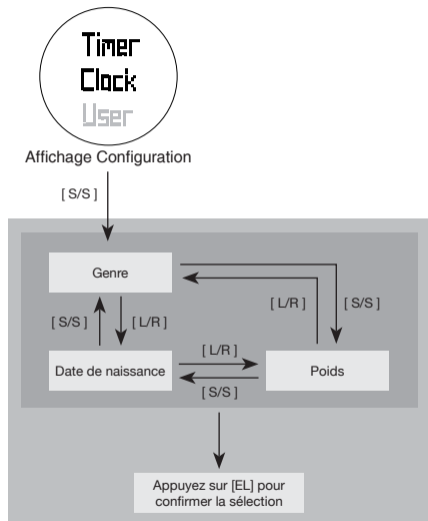 Timer
Clock
User
Affichage Configuration
[ S/S ]
Genre
[ S/S ]
[ L/R ]
[ L/R ]
[ S/S ]
Date de naissance
[ L/R ]
[ S/S ]
Poids
Appuyez sur [EL] pour
confirmer la sélection